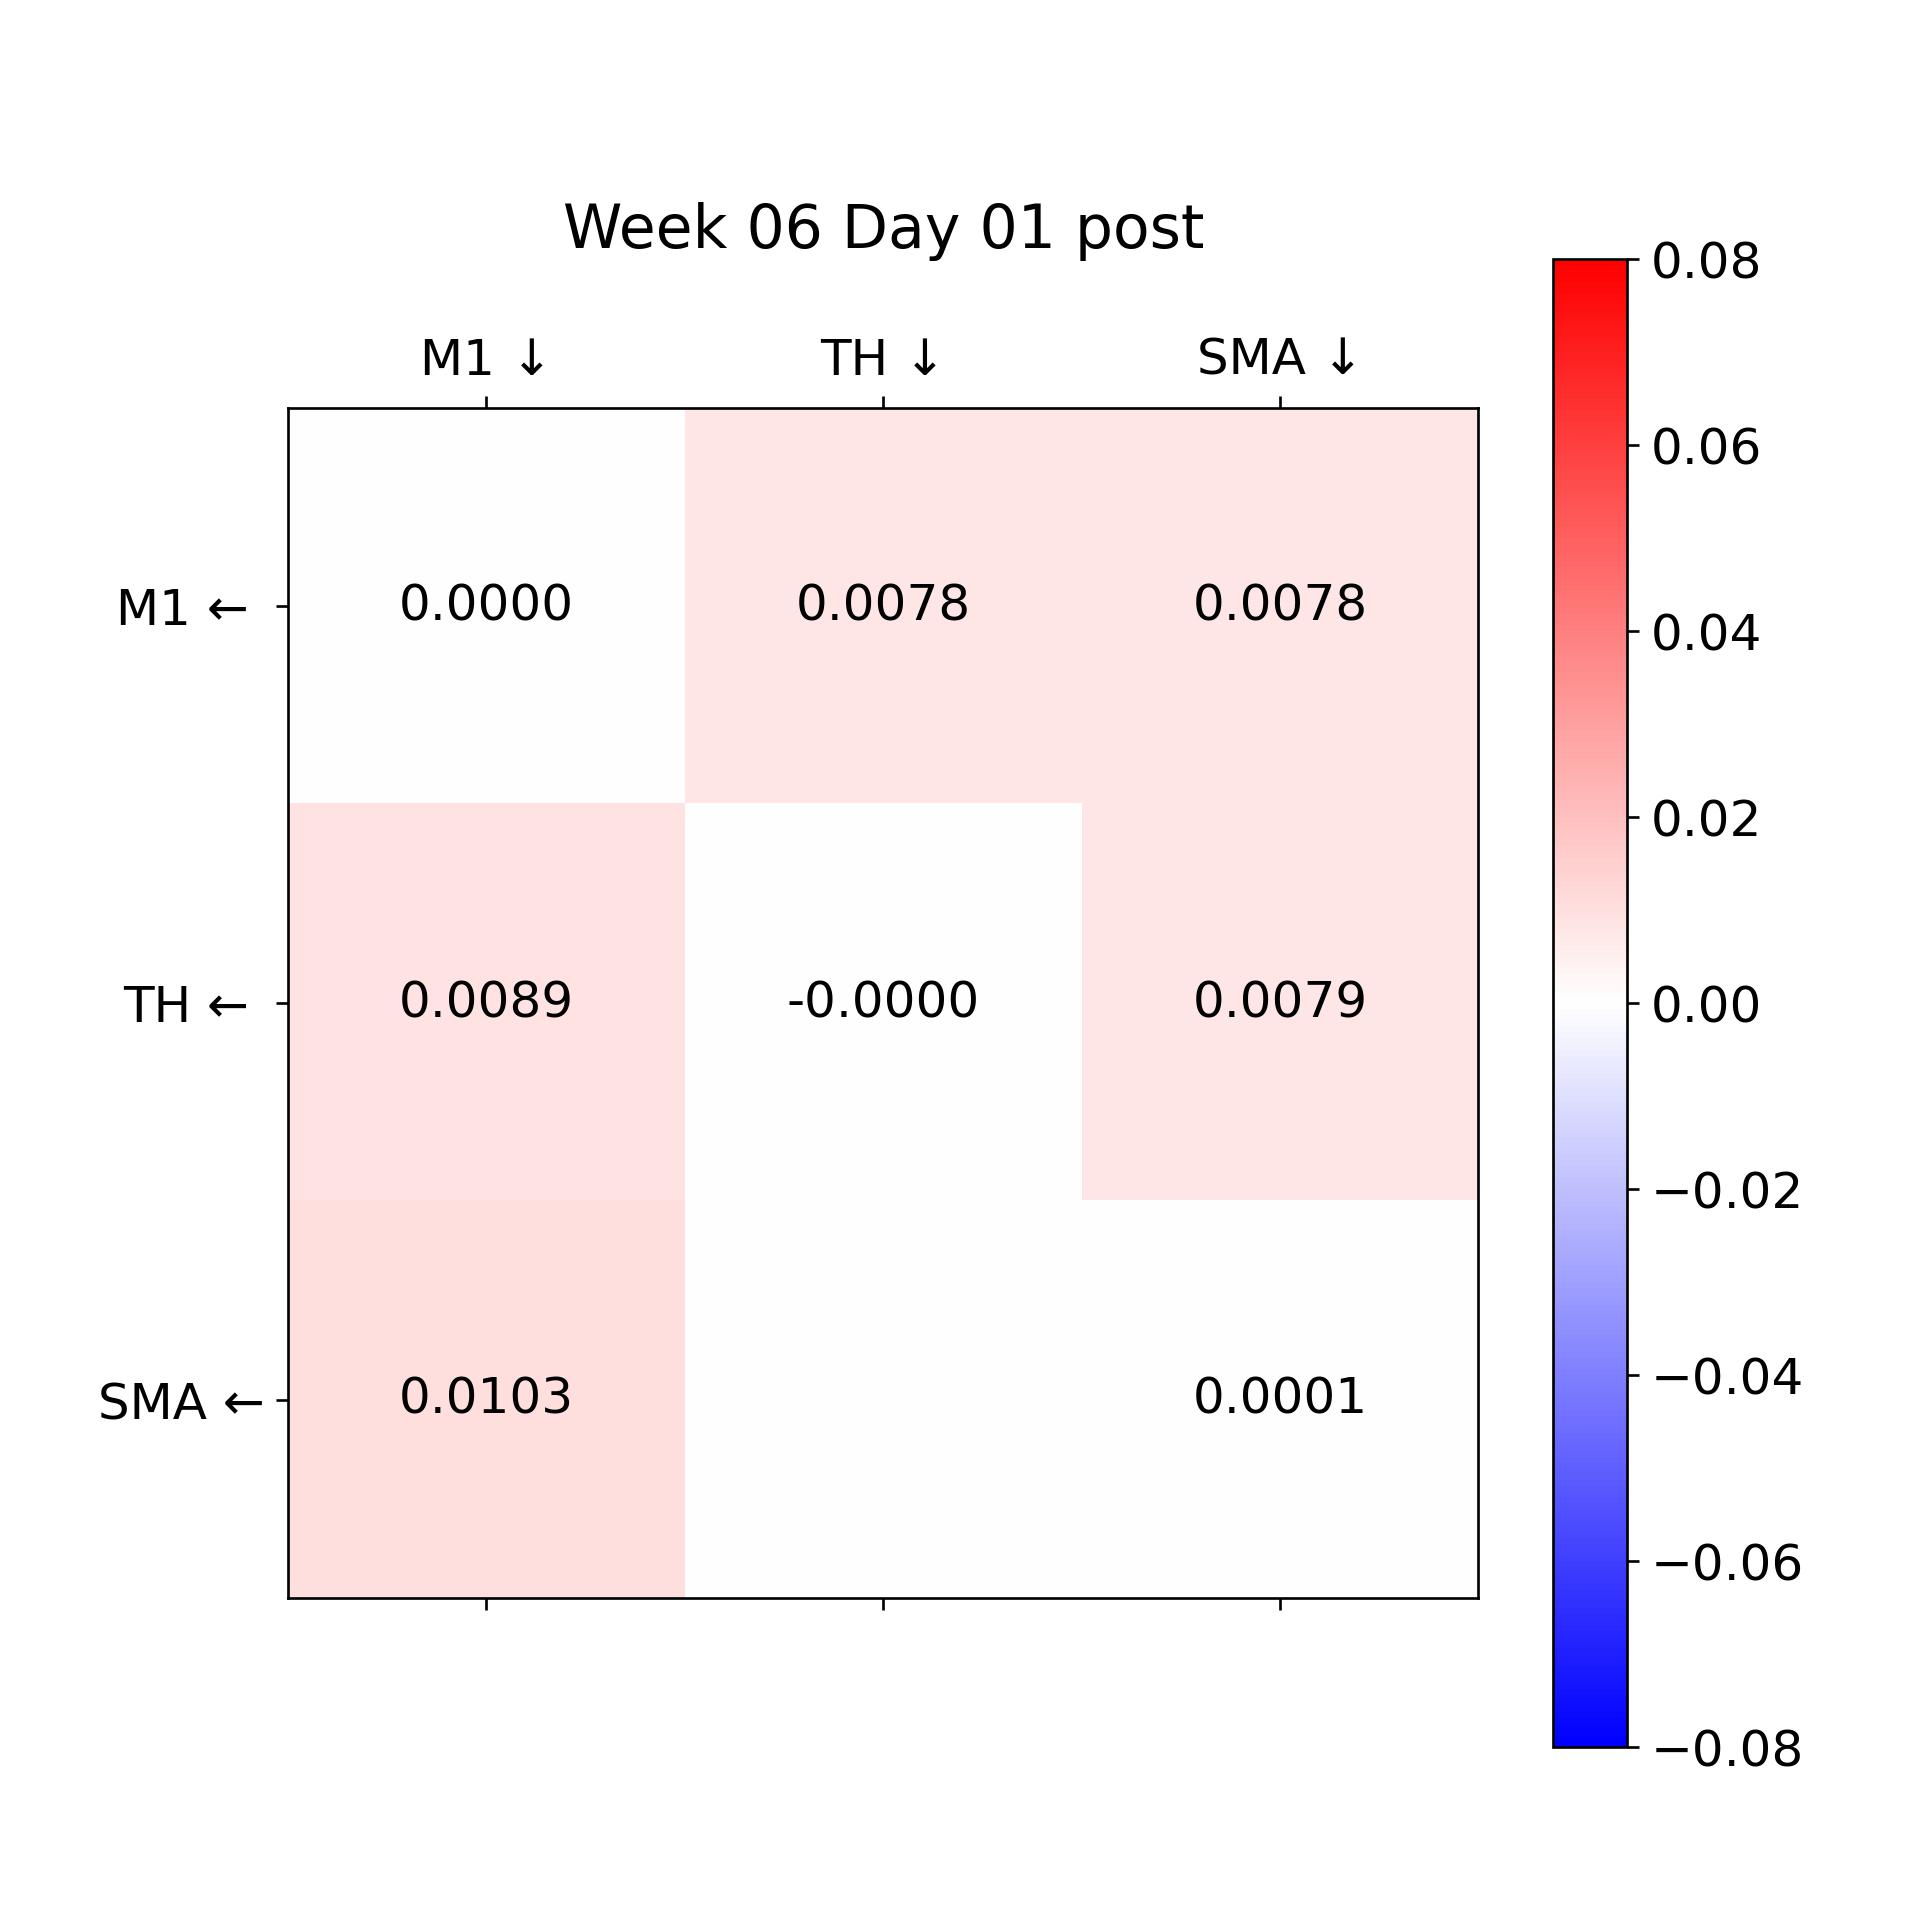 Week 06 Day 01 post
M1 ↓ TH ↓ SMA ↓
M1 ← 0.0000 0.0078 0.0078
TH ← 0.0089 -0.0000 0.0079
SMA ← 0.0103 0.0001
0.08
0.06
0.04
0.02
0.00
−0.02
−0.04
−0.06
−0.08